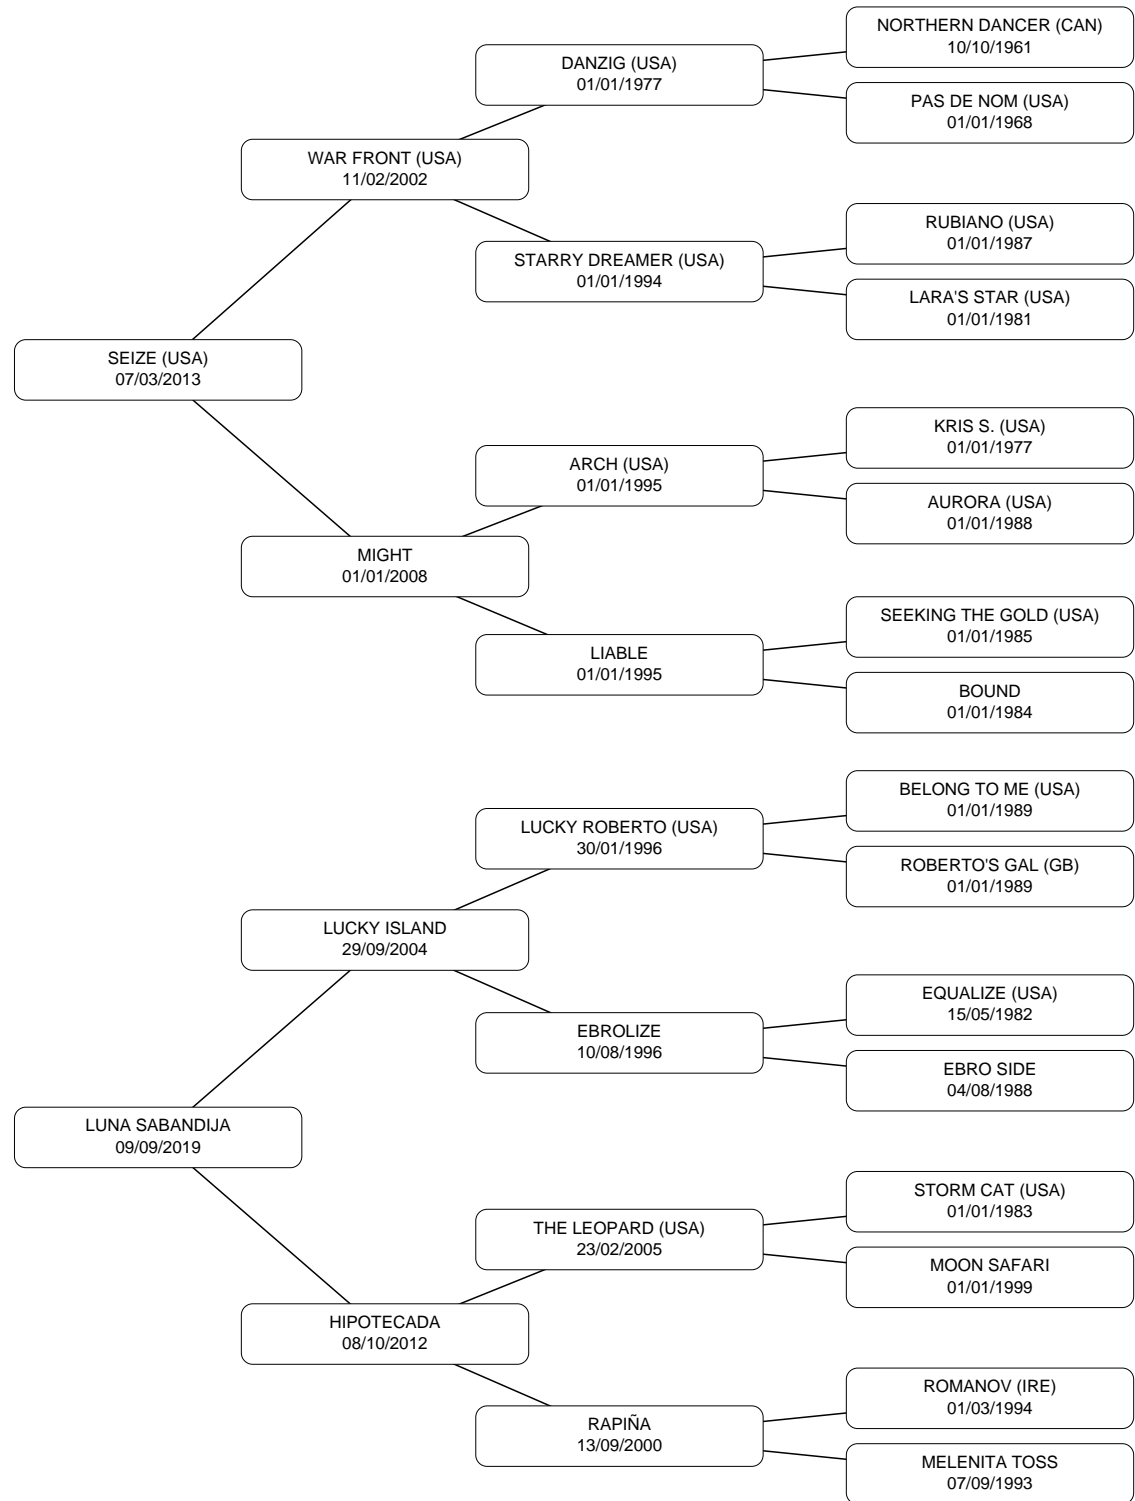 NORTHERN DANCER (CAN)
10/10/1961
DANZIG (USA)
01/01/1977
PAS DE NOM (USA)
01/01/1968
WAR FRONT (USA)
11/02/2002
RUBIANO (USA)
01/01/1987
STARRY DREAMER (USA)
01/01/1994
LARA'S STAR (USA)
01/01/1981
SEIZE (USA)
07/03/2013
KRIS S. (USA)
01/01/1977
ARCH (USA)
01/01/1995
AURORA (USA)
01/01/1988
MIGHT
01/01/2008
SEEKING THE GOLD (USA)
01/01/1985
LIABLE
01/01/1995
BOUND
01/01/1984
BELONG TO ME (USA)
01/01/1989
LUCKY ROBERTO (USA)
30/01/1996
ROBERTO'S GAL (GB)
01/01/1989
LUCKY ISLAND
29/09/2004
EQUALIZE (USA)
15/05/1982
EBROLIZE
10/08/1996
EBRO SIDE
04/08/1988
LUNA SABANDIJA
09/09/2019
STORM CAT (USA)
01/01/1983
THE LEOPARD (USA)
23/02/2005
MOON SAFARI
01/01/1999
HIPOTECADA
08/10/2012
ROMANOV (IRE)
01/03/1994
RAPIÑA
13/09/2000
MELENITA TOSS
07/09/1993